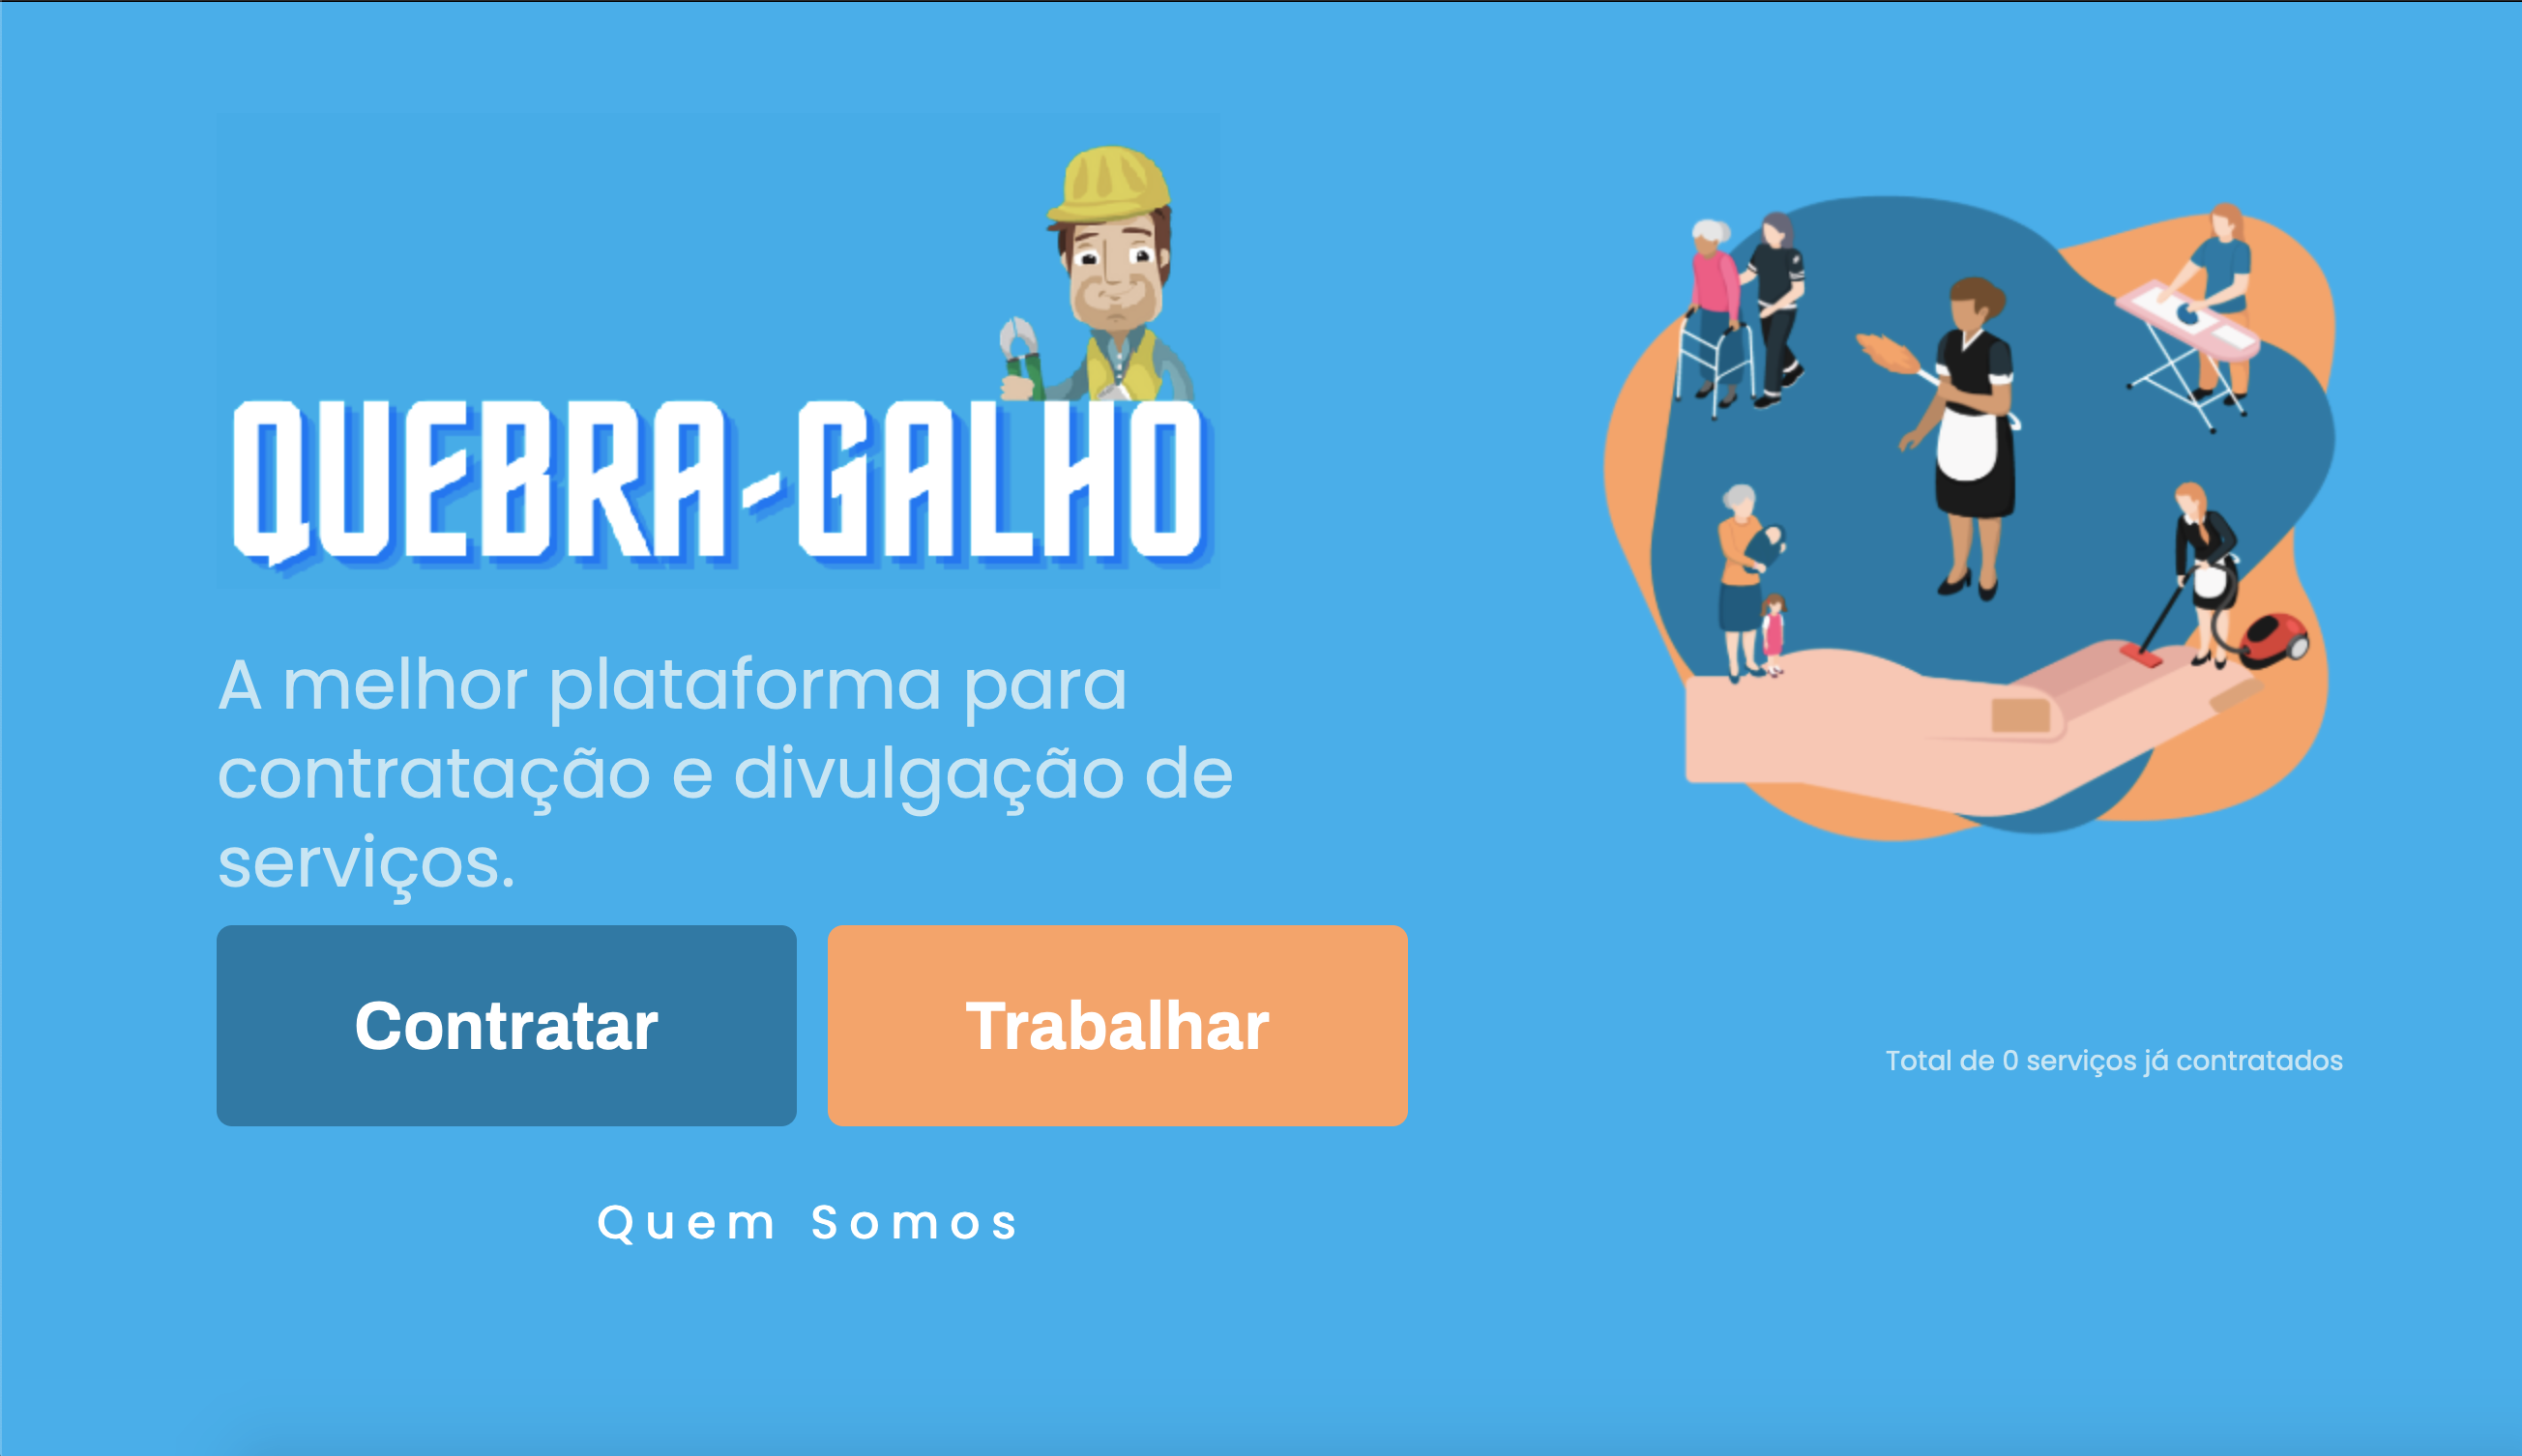 QUEBRA-GALHO
A melhor plataforma para
contratação e divulgação de
serviços.
Contratar
Trabalhar
Total de 0 serviços já contratados
Quem Somos